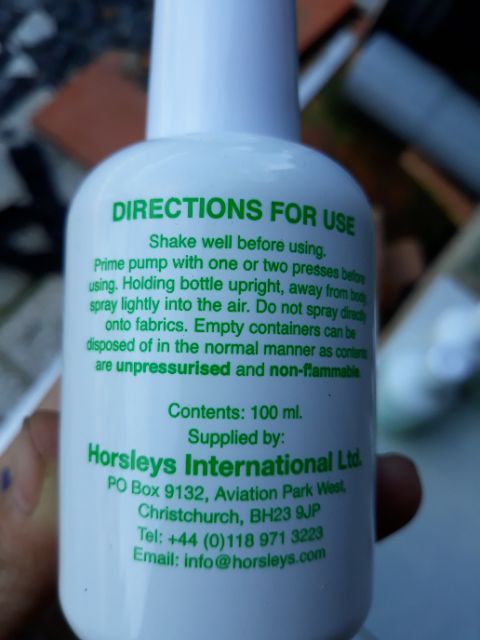 DIRECTIONS FOR USE
Shake well before using.
Prime pump with one or two presses before
using. Holding bottle upright, away from body,
spray lightly into the air. Do not spray directly
onto fabrics. Empty containers can be
disposed of in the normal manner as contents
are unpressurised and non-flammable.
Contents: 100 ml.
Supplied by:
Horsleys International Ltd.
PO Box 9132, Aviation Park West,
Christchurch, BH23 9JP
Tel: +44 (0)118 971 3223
Email: info@horsleys.com